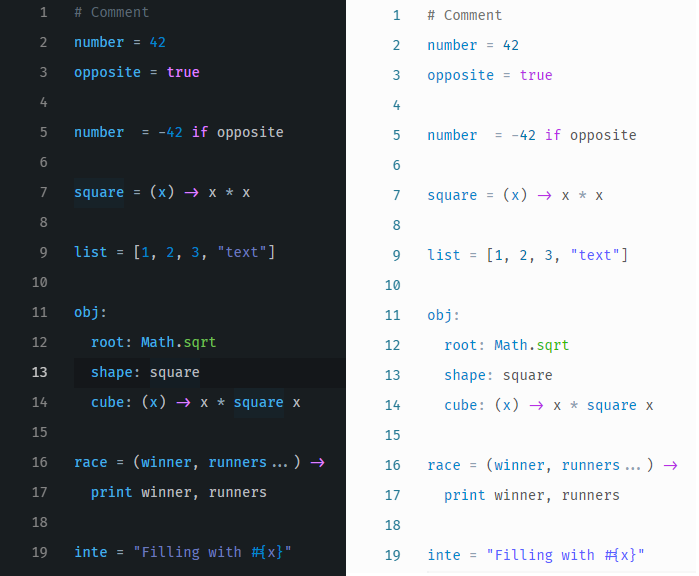 1 # Comment
2 number = 42
3 opposite = true
4
5 number  = -42 if opposite
6
7 square = (x) -> x * x
8
9 list = [1, 2, 3, "text"]
10
11 obj:
12   root: Math.sqrt
13   shape: square
14   cube: (x) -> x * square x
15
16 race = (winner, runners...) ->
17   print winner, runners
18
19 inte = "Filling with #{x}"
1 # Comment
2 number = 42
3 opposite = true
4
5 number  = -42 if opposite
6
7 square = (x) -> x * x
8
9 list = [1, 2, 3, "text"]
10
11 obj:
12   root: Math.sqrt
13   shape: square
14   cube: (x) -> x * square x
15
16 race = (winner, runners...) ->
17   print winner, runners
18
19 inte = "Filling with #{x}"